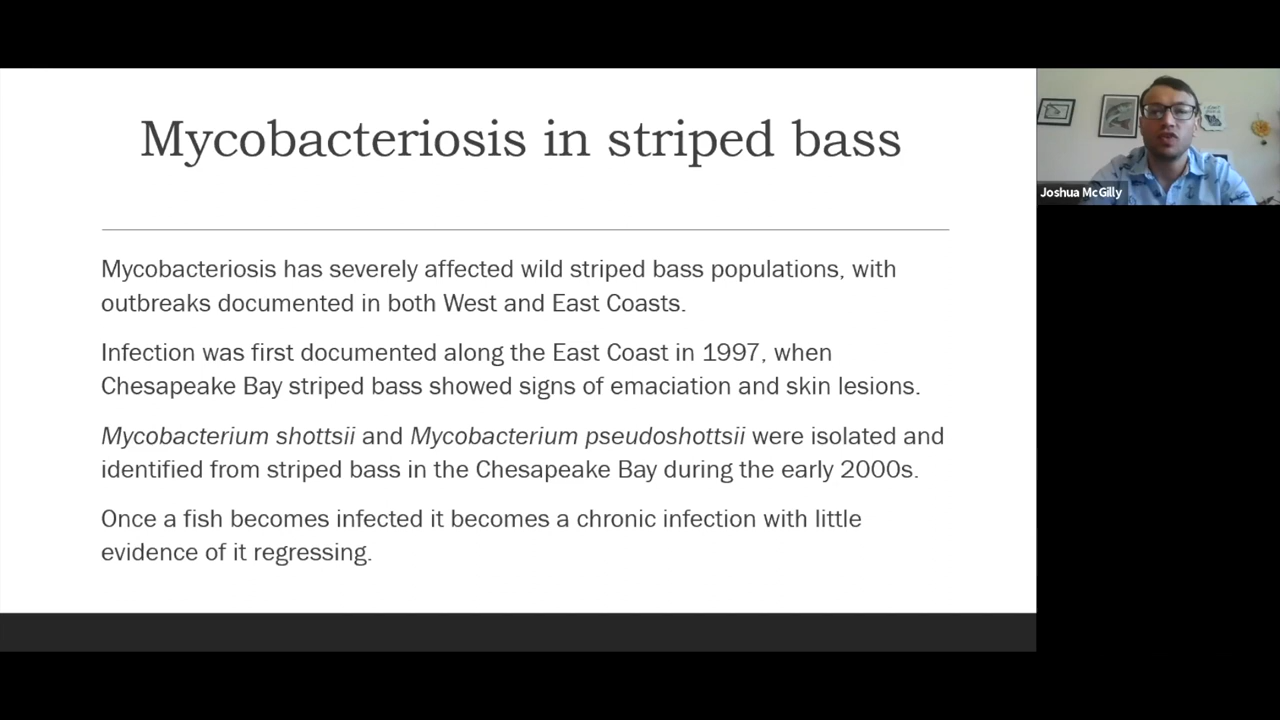 Mycobacteriosis in striped bass
Mycobacteriosis has severely affected wild striped bass populations, with
outbreaks documented in both West and East Coasts.
Infection was first documented along the East Coast in 1997, when
Chesapeake Bay striped bass showed signs of emaciation and skin lesions.
Mycobacterium shottsii and Mycobacterium pseudoshottsii were isolated and
identified from striped bass in the Chesapeake Bay during the early 2000s.
Once a fish becomes infected it becomes a chronic infection with little
evidence of it regressing.
Joshua McGilly